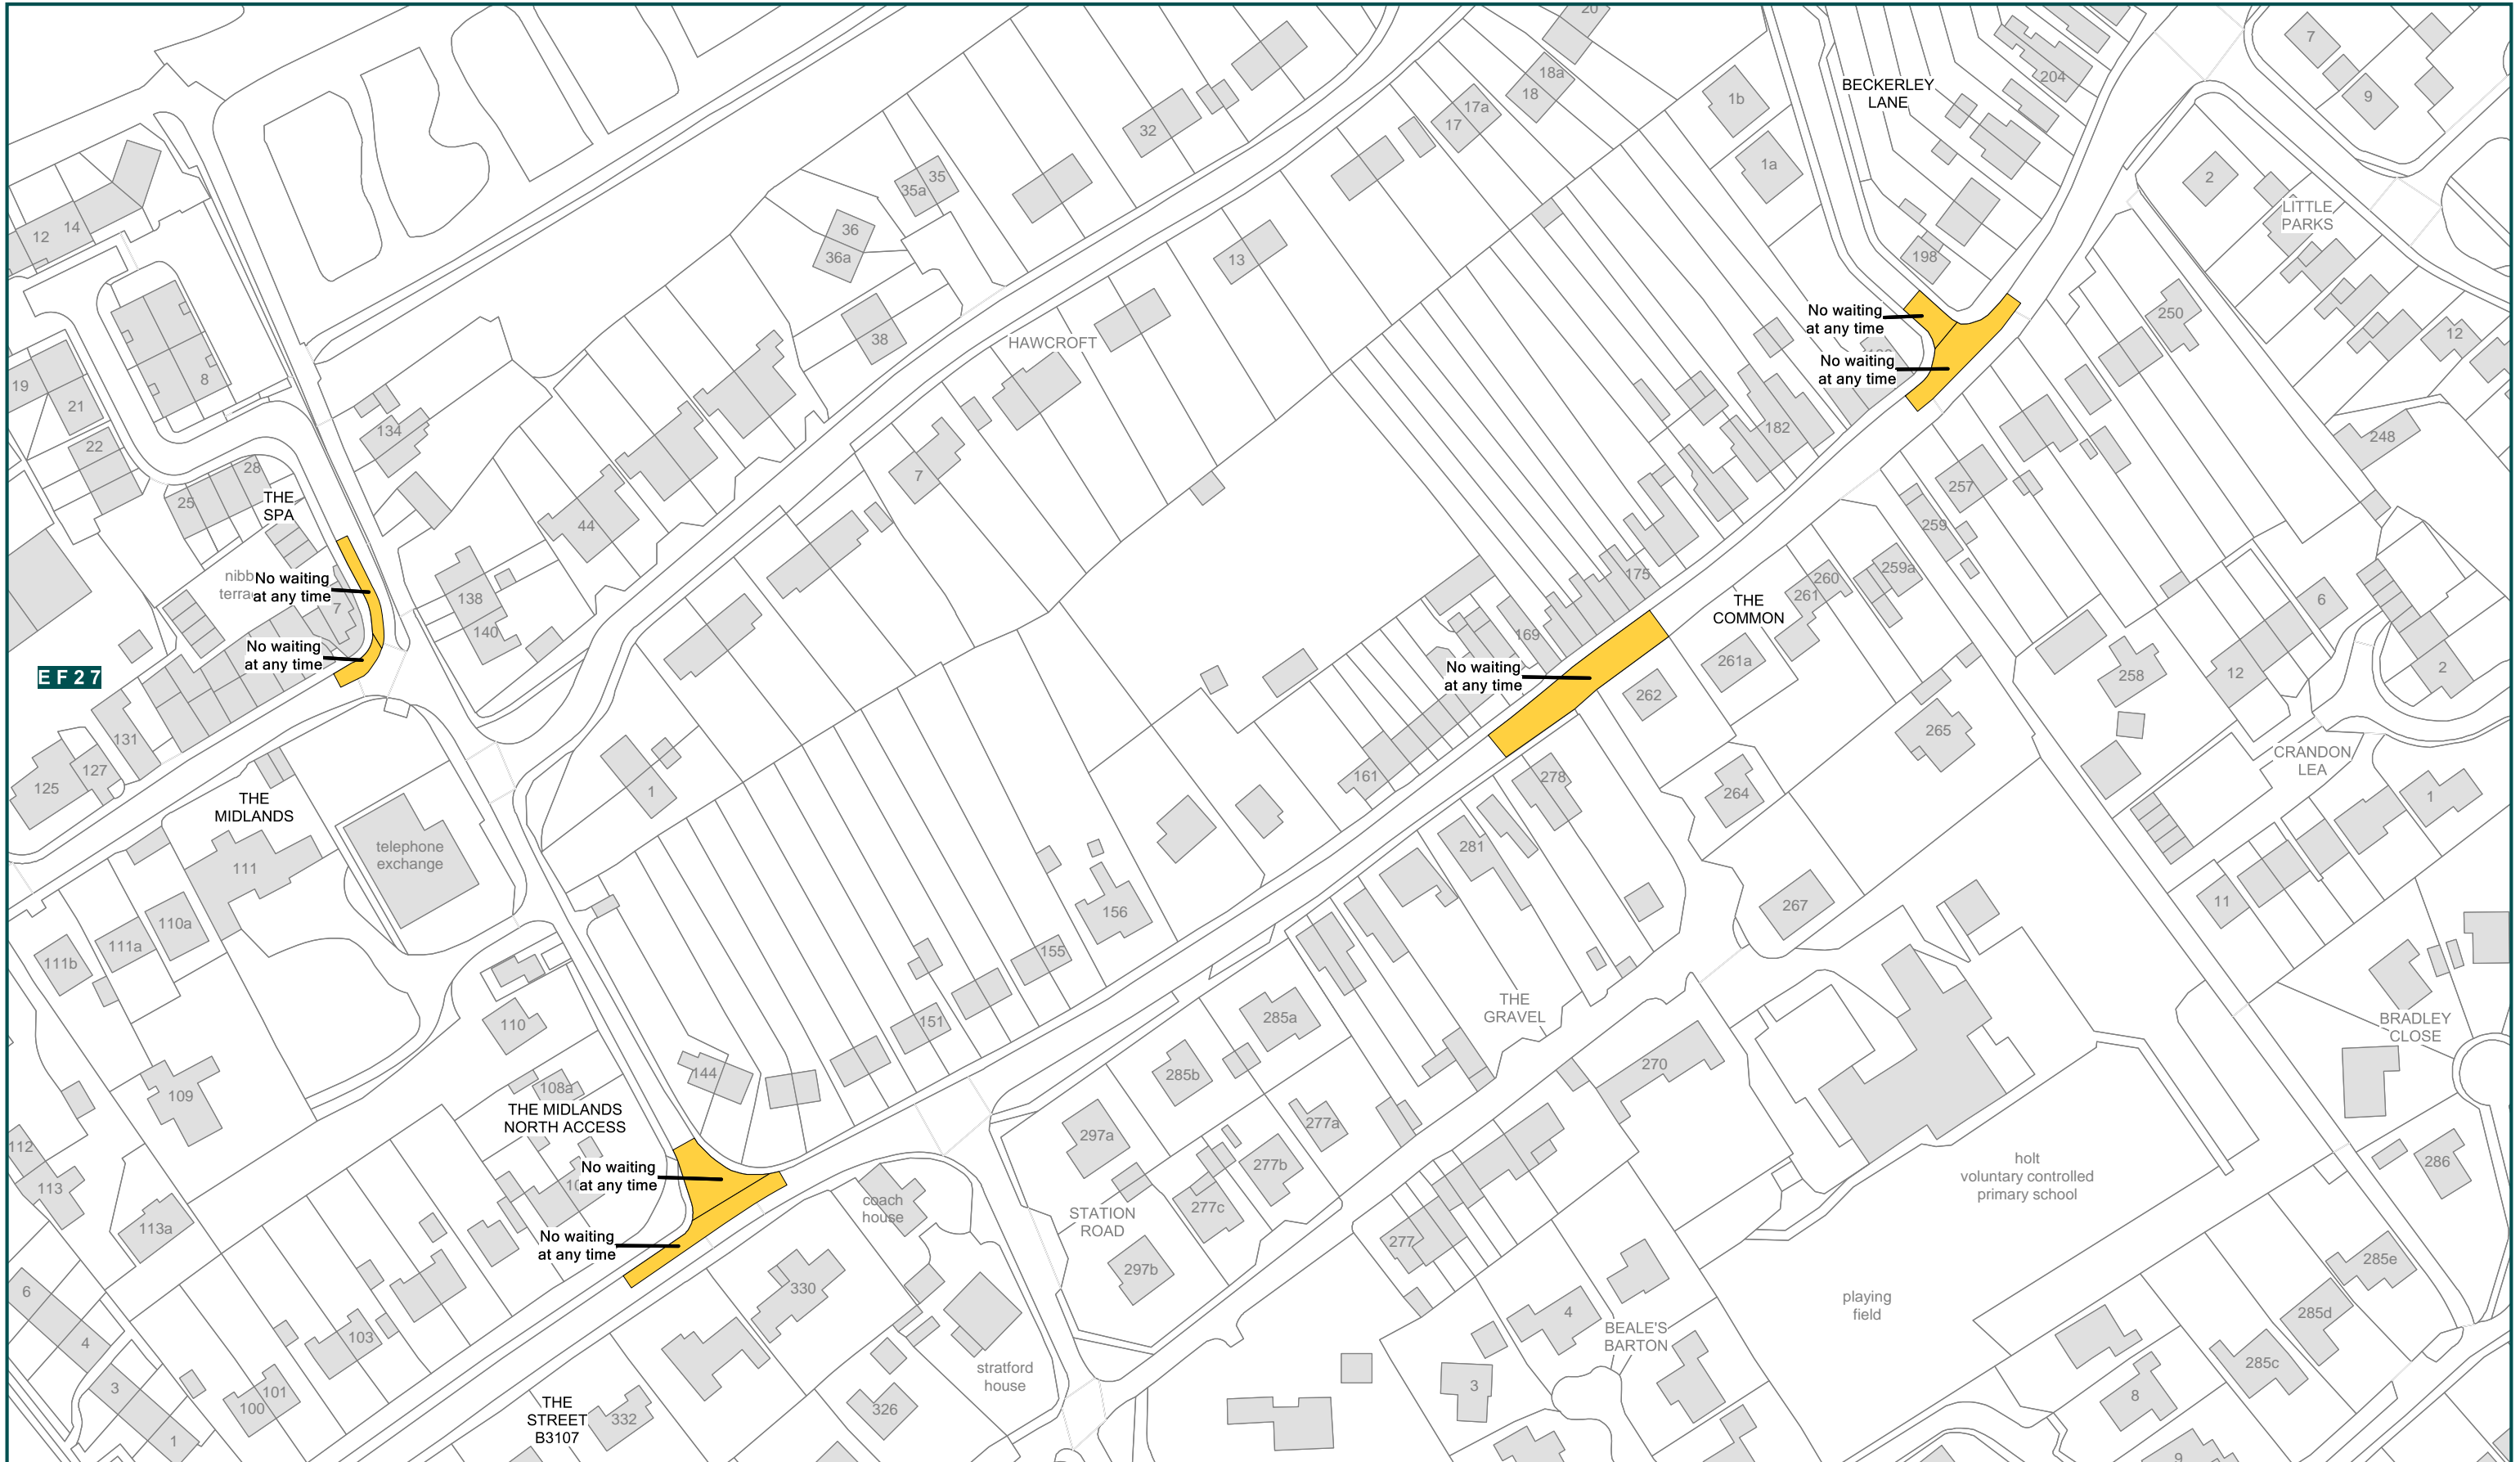 20
7
BECKERLEY
LANE
204
18a
18
1b
9
17a
17
32
1a
35
35a
2
14
12
36
36a
LITTLE
PARKS
198
13
250
No waiting
at any time
12
38
HAWCROFT
No waiting
at any time
8
19
21
134
182
22
248
28
7
257
25
THE
SPA
44
259
175
259a
260
No waiting
at any time
261
7
138
THE
COMMON
6
140
169
No waiting
at any time
261a
No waiting
at any time
2
EF27
258
12
262
265
131
CRANDON
LEA
127
161
278
125
1
264
1
THE
MIDLANDS
281
telephone
exchange
111
11
267
156
110a
111a
155
111b
THE
GRAVEL
285a
151
110
BRADLEY
CLOSE
270
144
285b
108a
109
THE MIDLANDS
NORTH ACCESS
277a
297a
112
No waiting
at any time
277b
holt
voluntary controlled
primary school
286
113
coach
house
277c
STATION
ROAD
113a
277
No waiting
at any time
285e
297b
330
6
playing
field
4
285d
BEALE'S
BARTON
103
4
285c
stratford
house
3
3
101
100
8
326
THE
STREET
B3107
332
1
9